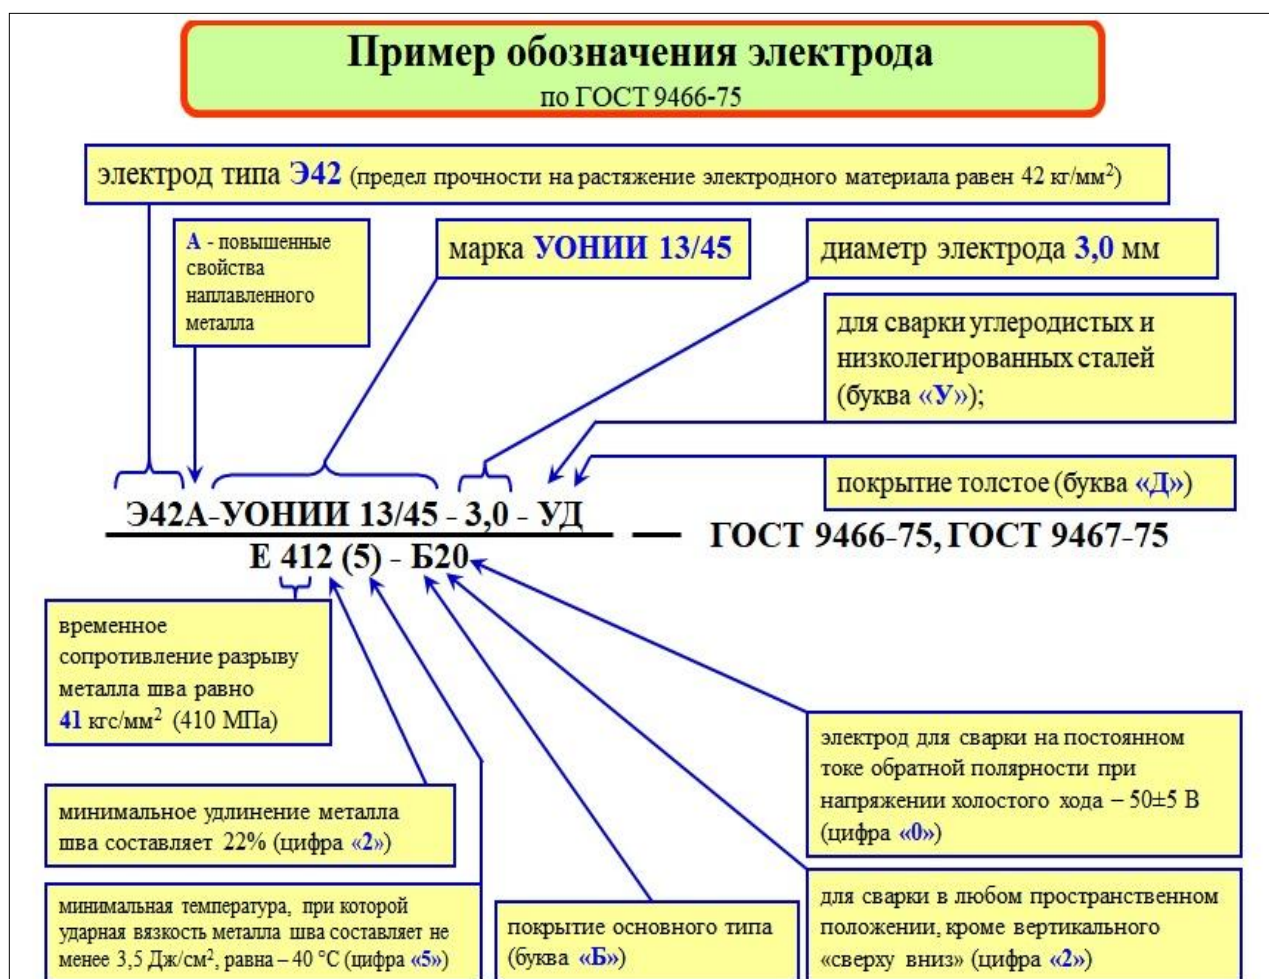 Пример обозначения электрода
по ГОСТ 9466-75
электрод типа Э42 (предел прочности на растяжение электродного материала равен 42 кг/мм²)
А - повышенные
свойства
наплавленного
металла
марка УОНИИ 13/45
диаметр электрода 3,0 мм
для сварки углеродистых и
низколегированных сталей
(буква «У»);
покрытие толстое (буква «Д»)
Э42А-УОНИИ 13/45 - 3,0 - УД
Е 412 (5) - Б20
— ГОСТ 9466-75, ГОСТ 9467-75
временное
сопротивление разрыву
металла шва равно
41 кгс/мм² (410 МПа)
минимальное удлинение металла
шва составляет 22% (цифра «2»)
минимальная температура, при которой
ударная вязкость металла шва составляет не
менее 3,5 Дж/см², равна – 40 °С (цифра «5»)
покрытие основного типа
(буква «Б»)
электрод для сварки на постоянном
токе обратной полярности при
напряжении холостого хода – 50±5 В
(цифра «0»)
для сварки в любом пространственном
положении, кроме вертикального
«сверху вниз» (цифра «2»)